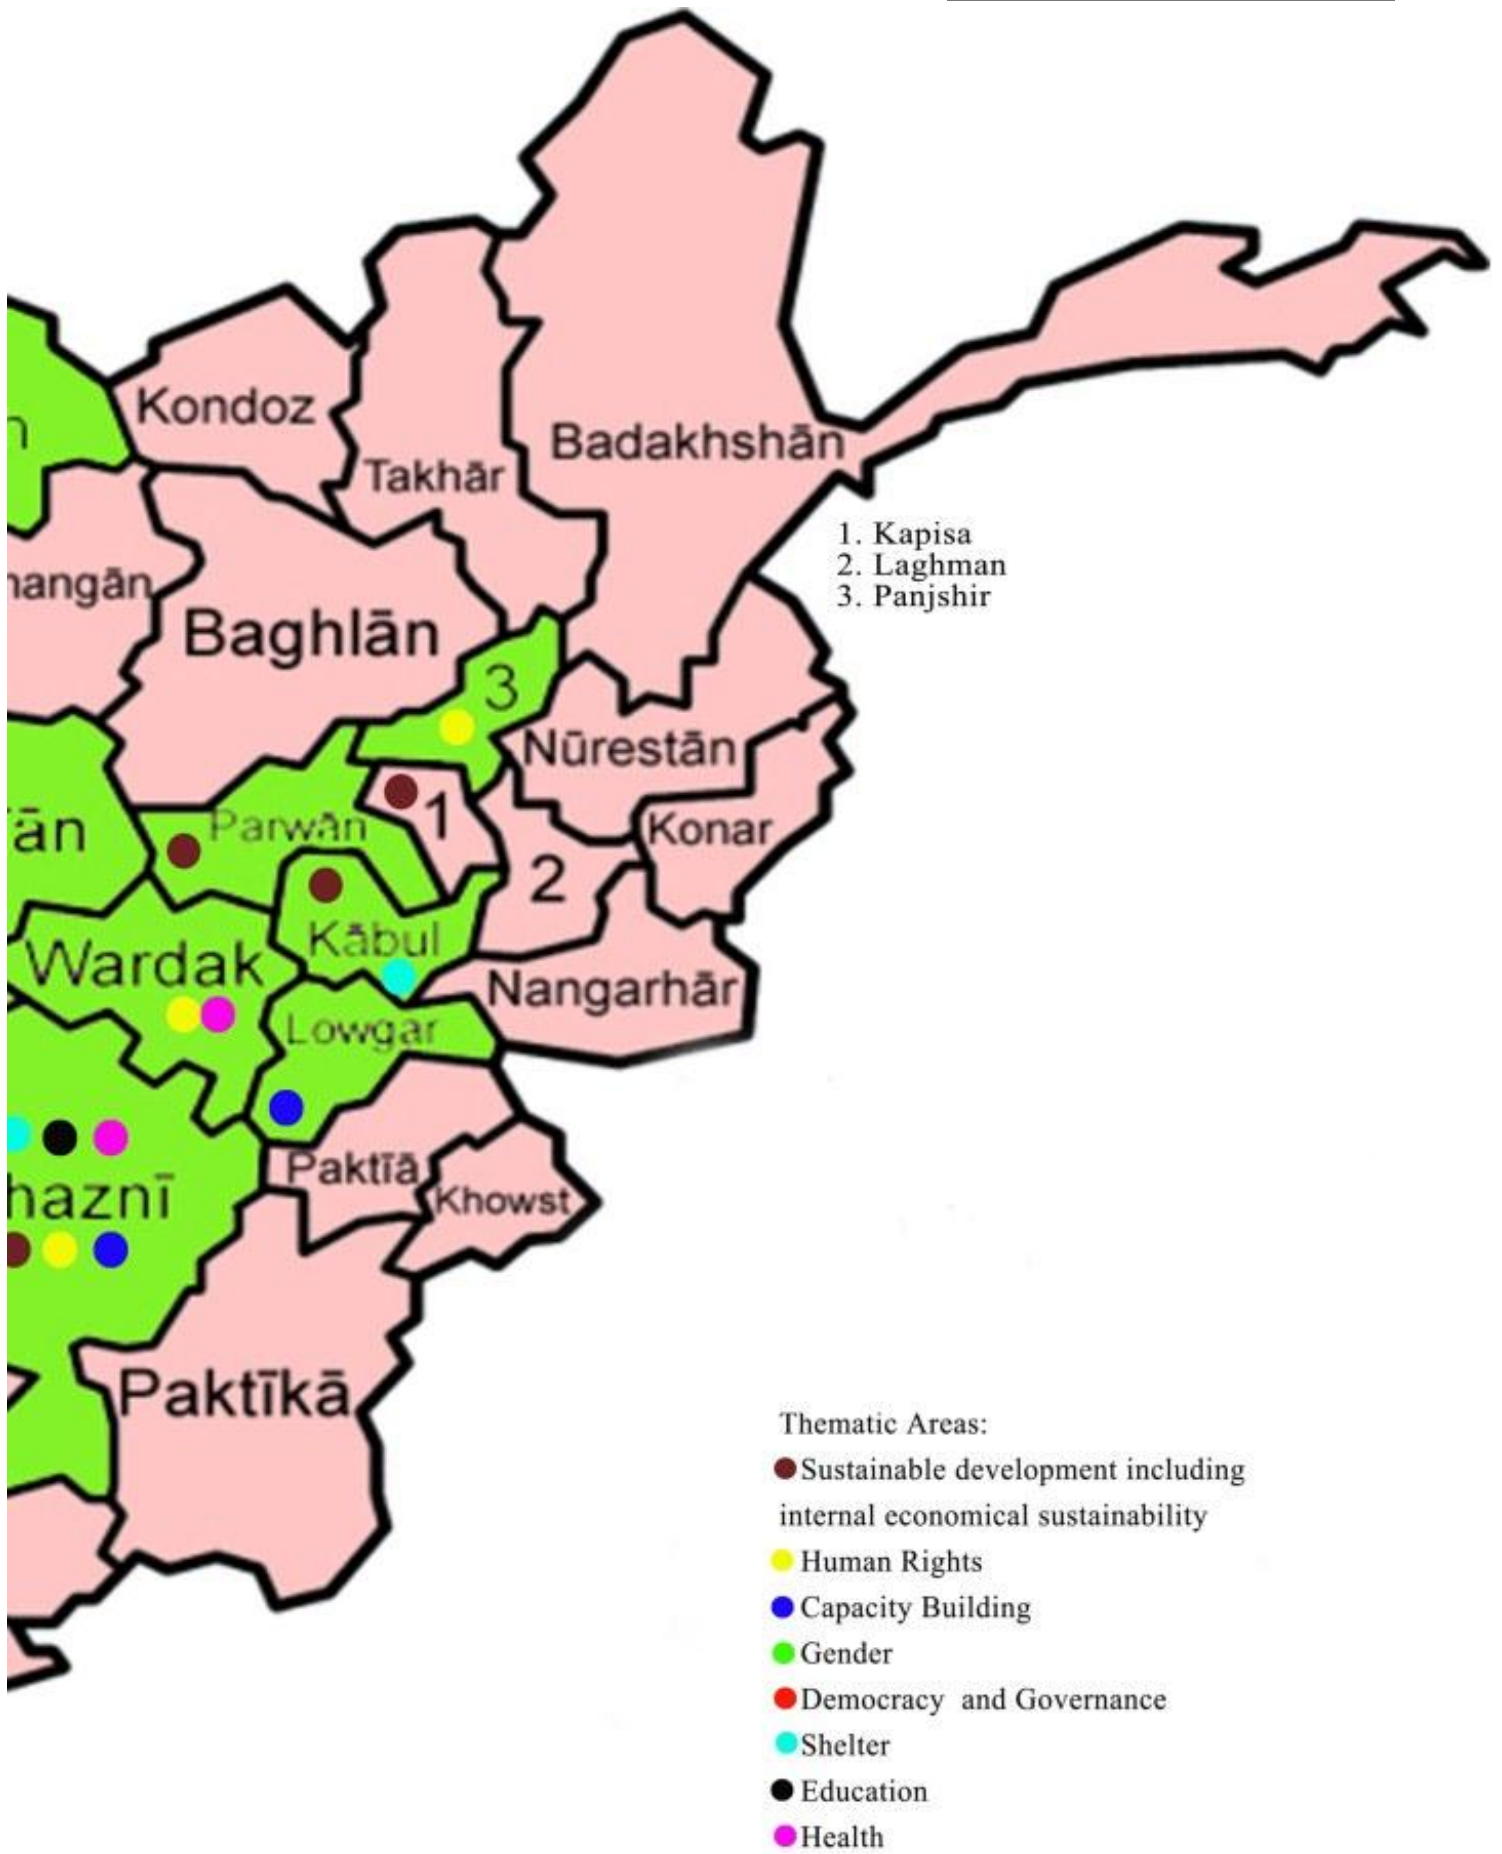 Kondoz
Badakhshān
Takhār
1. Kapisa
2. Laghman
3. Panjshir
Baghlān
3
Nūrestān
1
Parwān
Konar
2
Kābul
Wardak
Nangarhār
Lowgar
Paktīā
Khowst
Paktīkā
Thematic Areas:
Sustainable development including
internal economical sustainability
Human Rights
Capacity Building
Gender
Democracy and Governance
Shelter
Education
Health